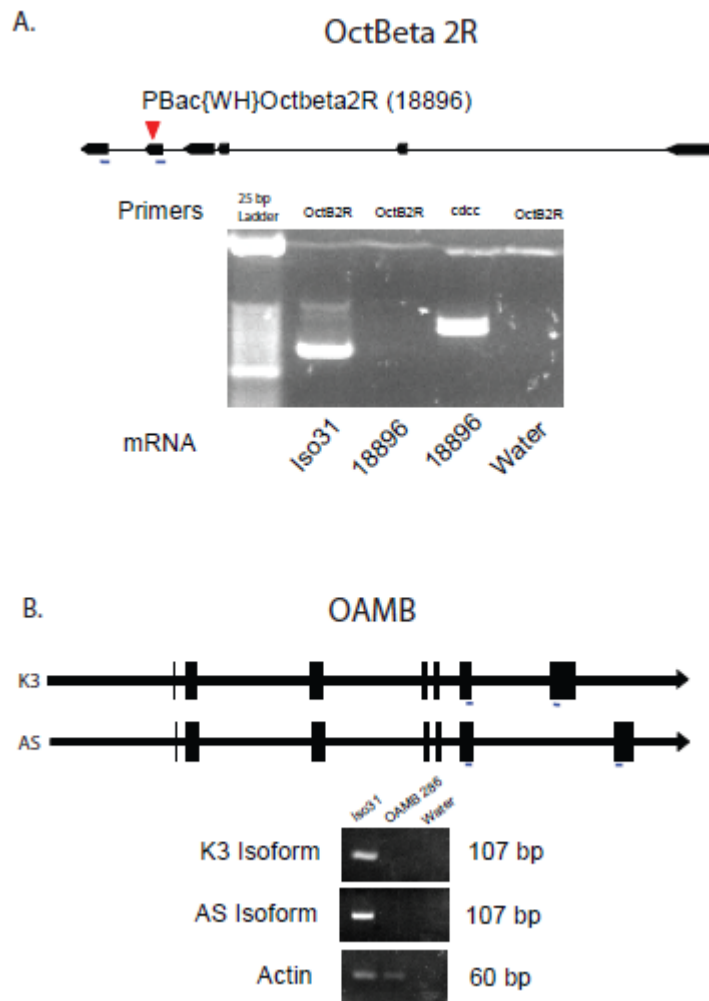 A.
OctBeta 2R
PBac{WH}Octbeta2R (18896)
Primers
25 bp
Ladder
OctB2R
OctB2R
cdcc
OctB2R
mRNA
Iso31
18896
18896
Water
B.
OAMB
K3
AS
Iso31
OAMB 286
Water
K3 Isoform
107 bp
AS Isoform
107 bp
Actin
60 bp